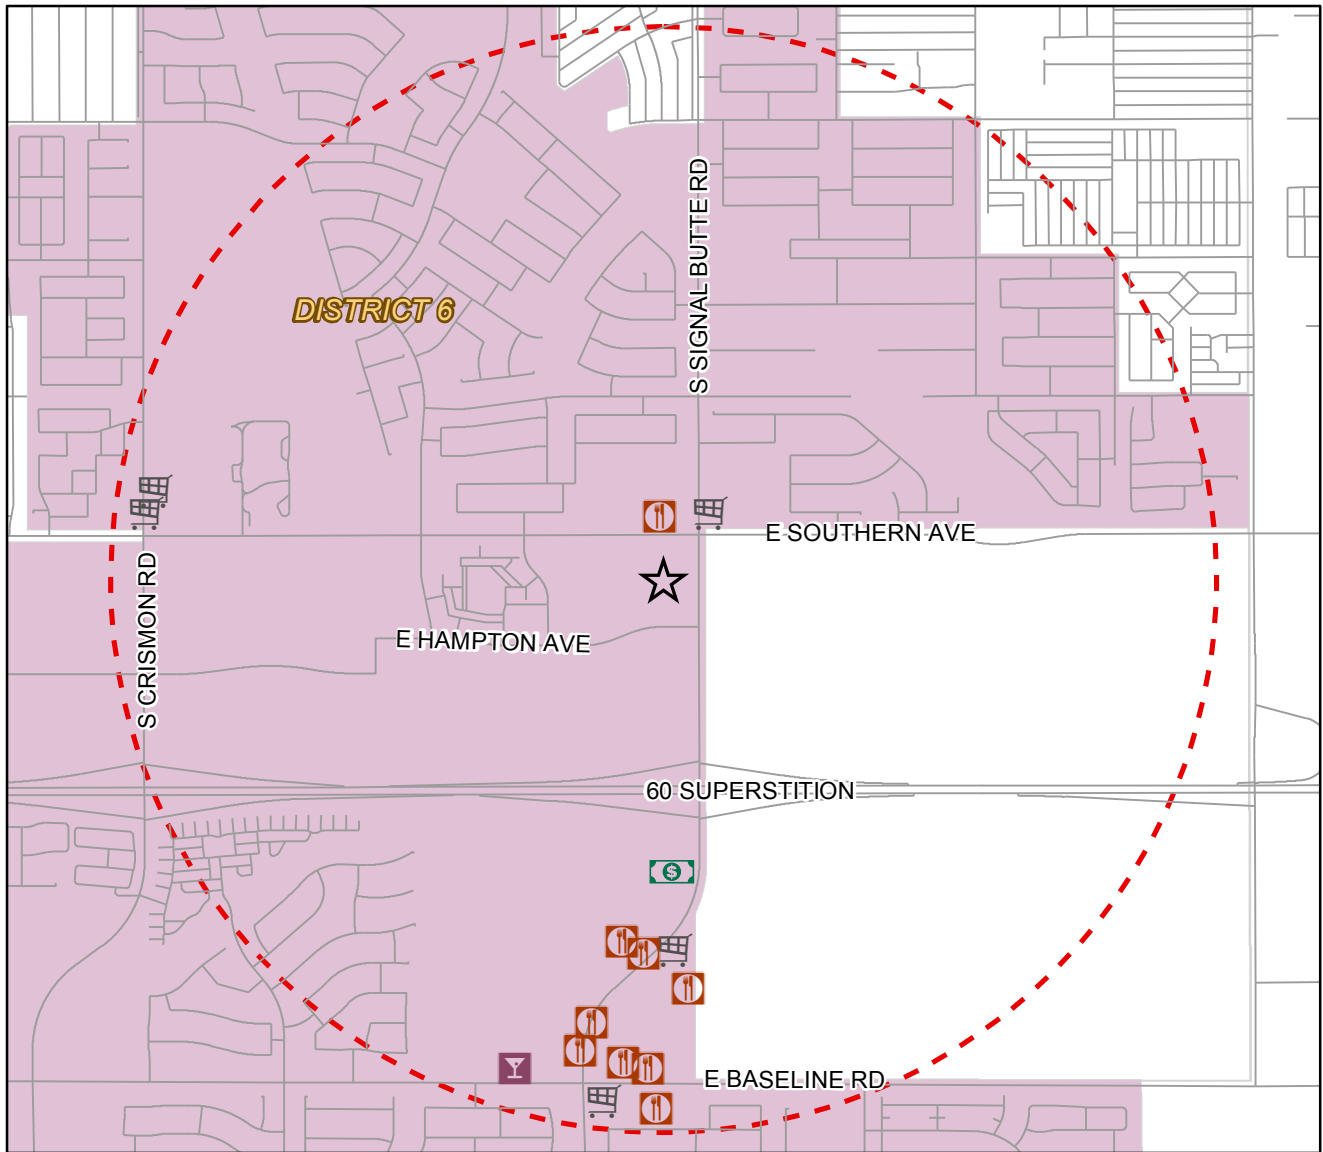 S SIGNAL BUTTE RD
DISTRICT 6
E SOUTHERN AVE
S CRISMON RD
E HAMPTON AVE
60 SUPERSTITION
$
E BASELINE RD